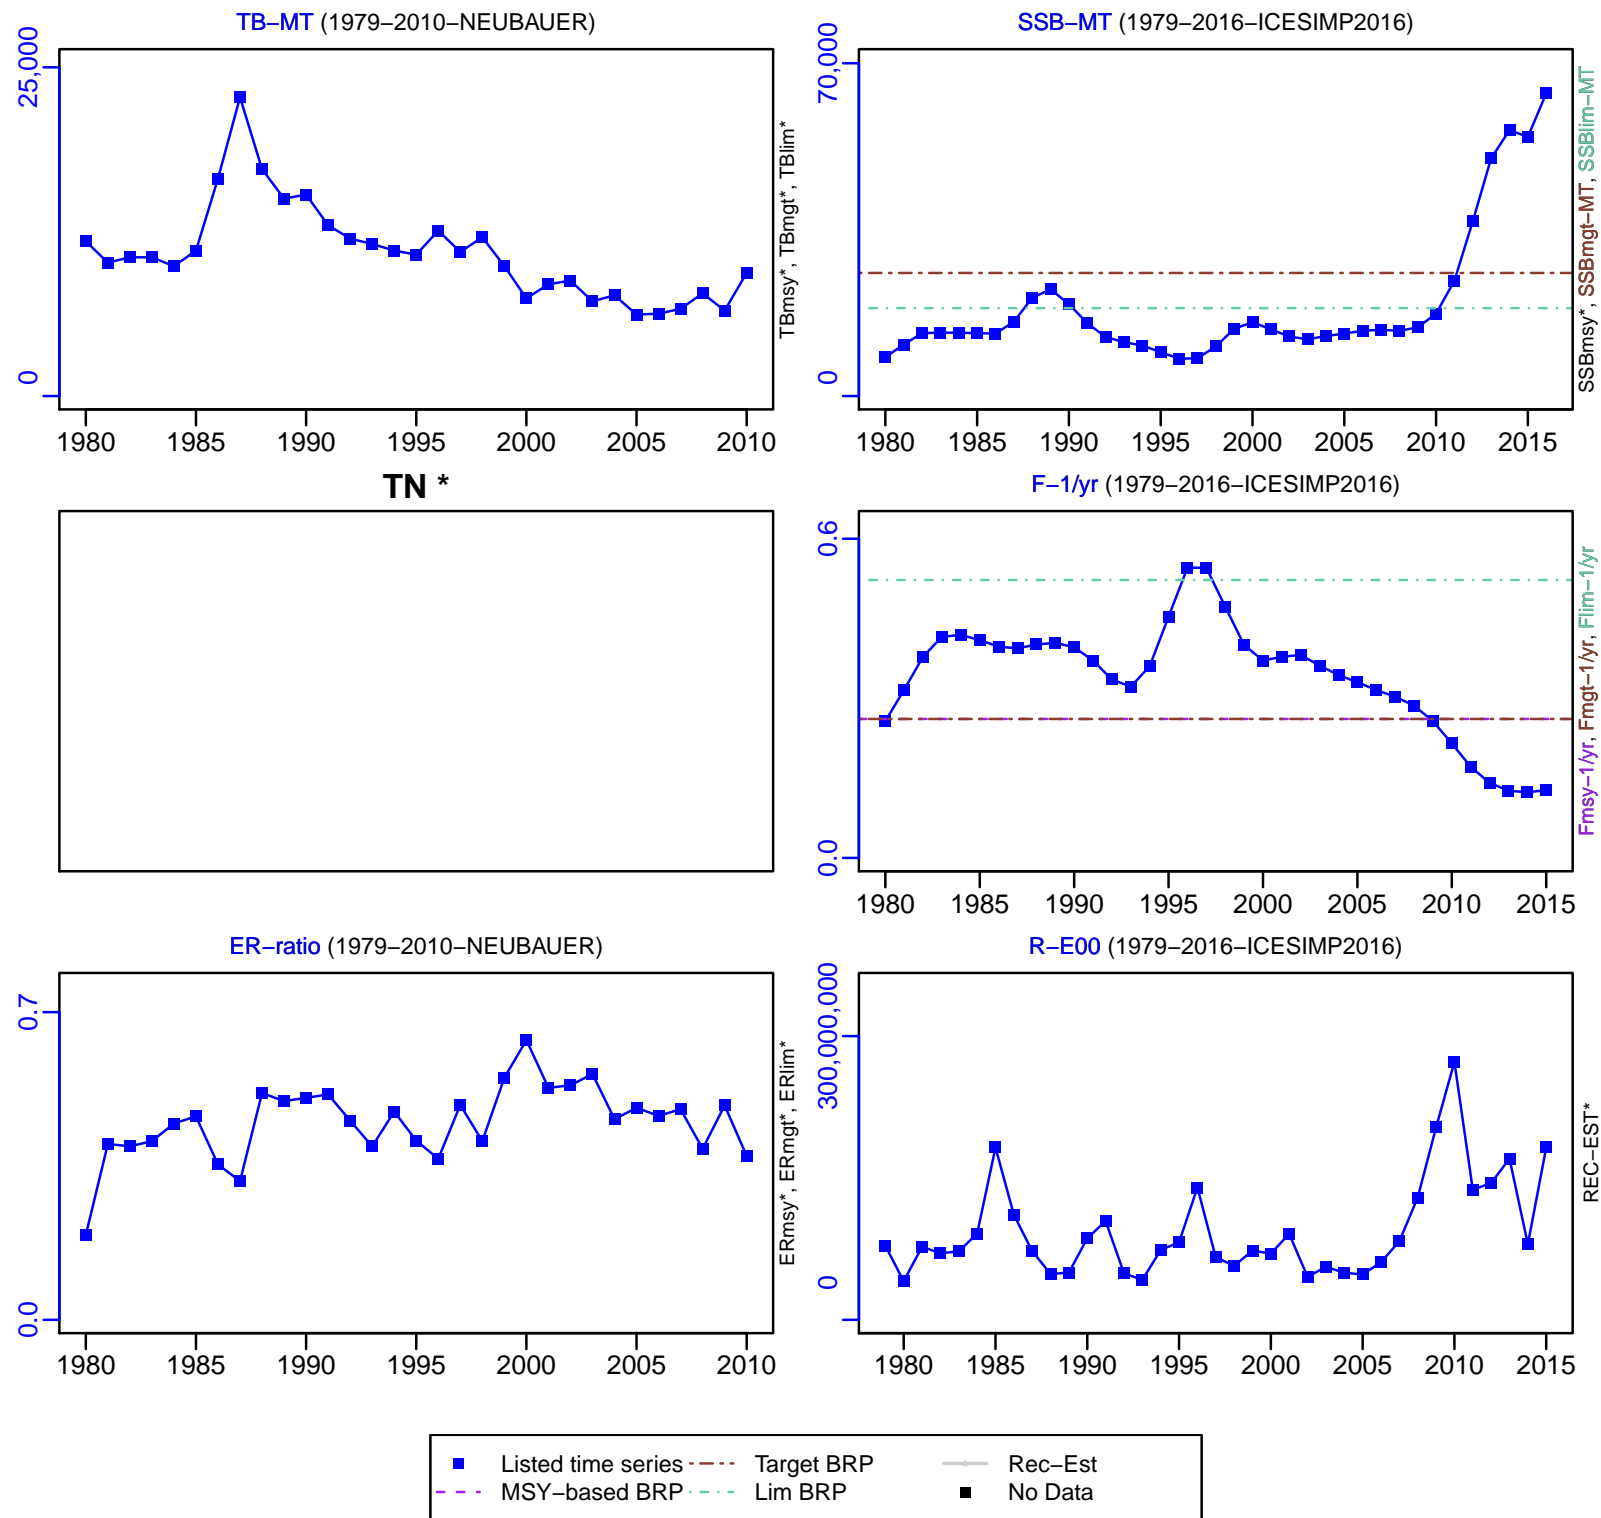 TB−MT (1979−2010−NEUBAUER)
25,000
0
TBmsy*, TBmgt*, TBlim*
1980 1985 1990 1995 2000 2005 2010
SSB−MT (1979−2016−ICESIMP2016)
70,000
0
SSBmsy*, SSBmgt−MT, SSBlim−MT
1980 1985 1990 1995 2000 2005 2010 2015
TN *
F−1/yr (1979−2016−ICESIMP2016)
0.6
0.0
Fmsy−1/yr, Fmgt−1/yr, Flim−1/yr
1980 1985 1990 1995 2000 2005 2010 2015
ER−ratio (1979−2010−NEUBAUER)
0.7
0.0
ERmsy*, ERmgt*, ERlim*
1980 1985 1990 1995 2000 2005 2010
R−E00 (1979−2016−ICESIMP2016)
300,000,000
0
REC−EST*
1980 1985 1990 1995 2000 2005 2010 2015
Listed time series Target BRP Rec−Est
MSY−based BRP Lim BRP No Data